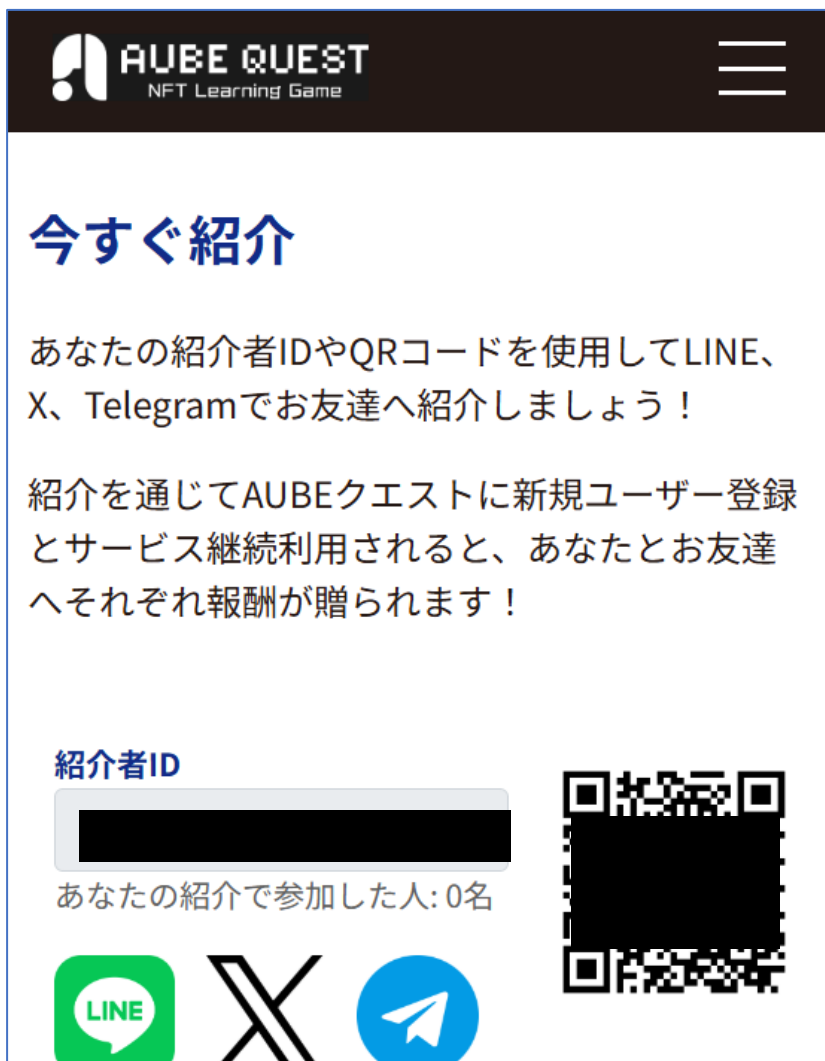 AUBE QUEST
NFT Learning Game
今すぐ紹介
あなたの紹介者IDやQRコードを使用してLINE、
X、Telegramでお友達へ紹介しましょう！
紹介を通じてAUBEクエストに新規ユーザー登録
とサービス継続利用されると、あなたとお友達
へそれぞれ報酬が贈られます！
紹介者ID
あなたの紹介で参加した人: 0名
LINE